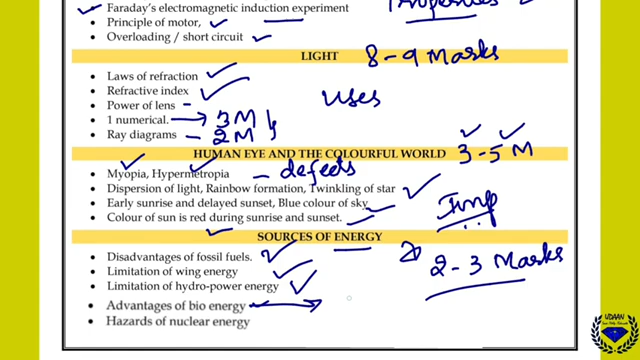 Faraday's electromagnetic induction experiment
Properties
• Principle of motor,
• Overloading / short circuit
LIGHT 8-9 Marks
• Laws of refraction
• Refractive index
uses
• Power of lens
• 1 numerical. → 3M
• Ray diagrams - 2M
HUMAN EYE AND THE COLOURFUL WORLD 3-5 M
• Myopia, Hypermetropia - defects
• Dispersion of light, Rainbow formation, Twinkling of star
• Early sunrise and delayed sunset, Blue colour of sky
Imp
• Colour of sun is red during sunrise and sunset.
SOURCES OF ENERGY
• Disadvantages of fossil fuels.
2-3 Marks
• Limitation of wing energy
• Limitation of hydro-power energy
• Advantages of bio energy
• Hazards of nuclear energy
UDAAN